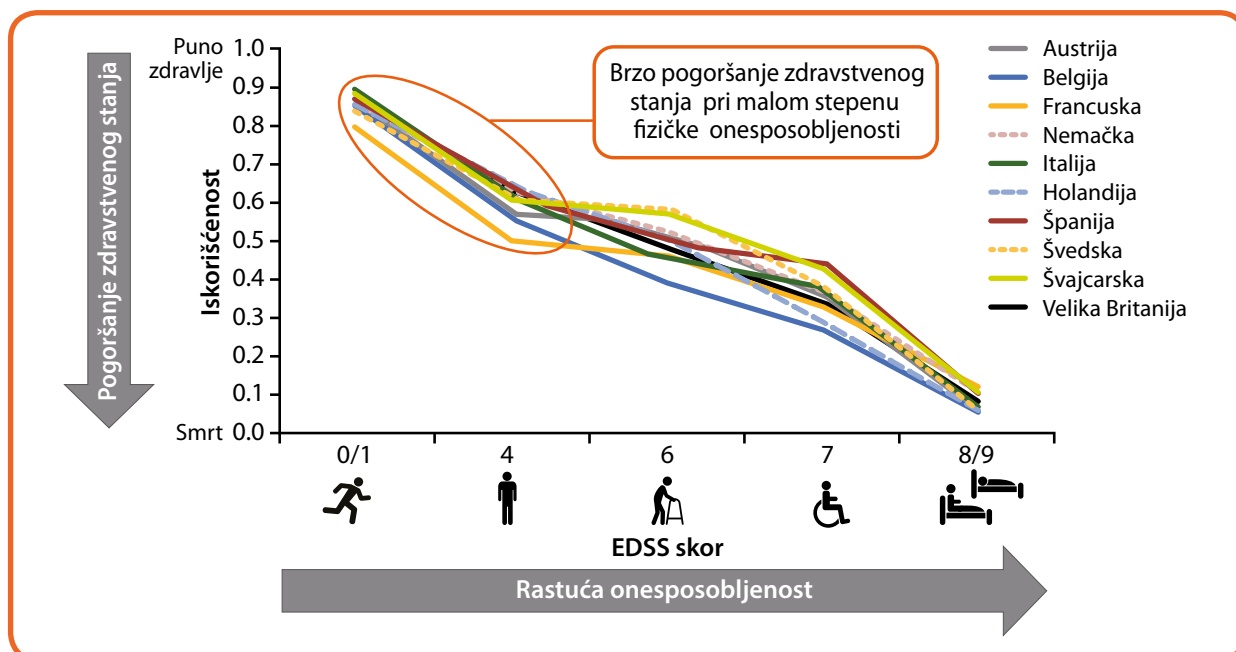 Puno
zdravlje
1.0
0.9
0.8
0.7
0.6
0.5
0.4
0.3
0.2
0.1
Smrt 0.0
Pogoršanje zdravstvenog stanja
Iskorišćenost
Brzo pogoršanje zdravstvenog
stanja pri malom stepenu
fizičke onesposobljenosti
Austrija
Belgija
Francuska
Nemačka
Italija
Holandija
Španija
Švedska
Švajcarska
Velika Britanija
0/1 4 6 7 8/9
EDSS skor
Rastuća onesposobljenost